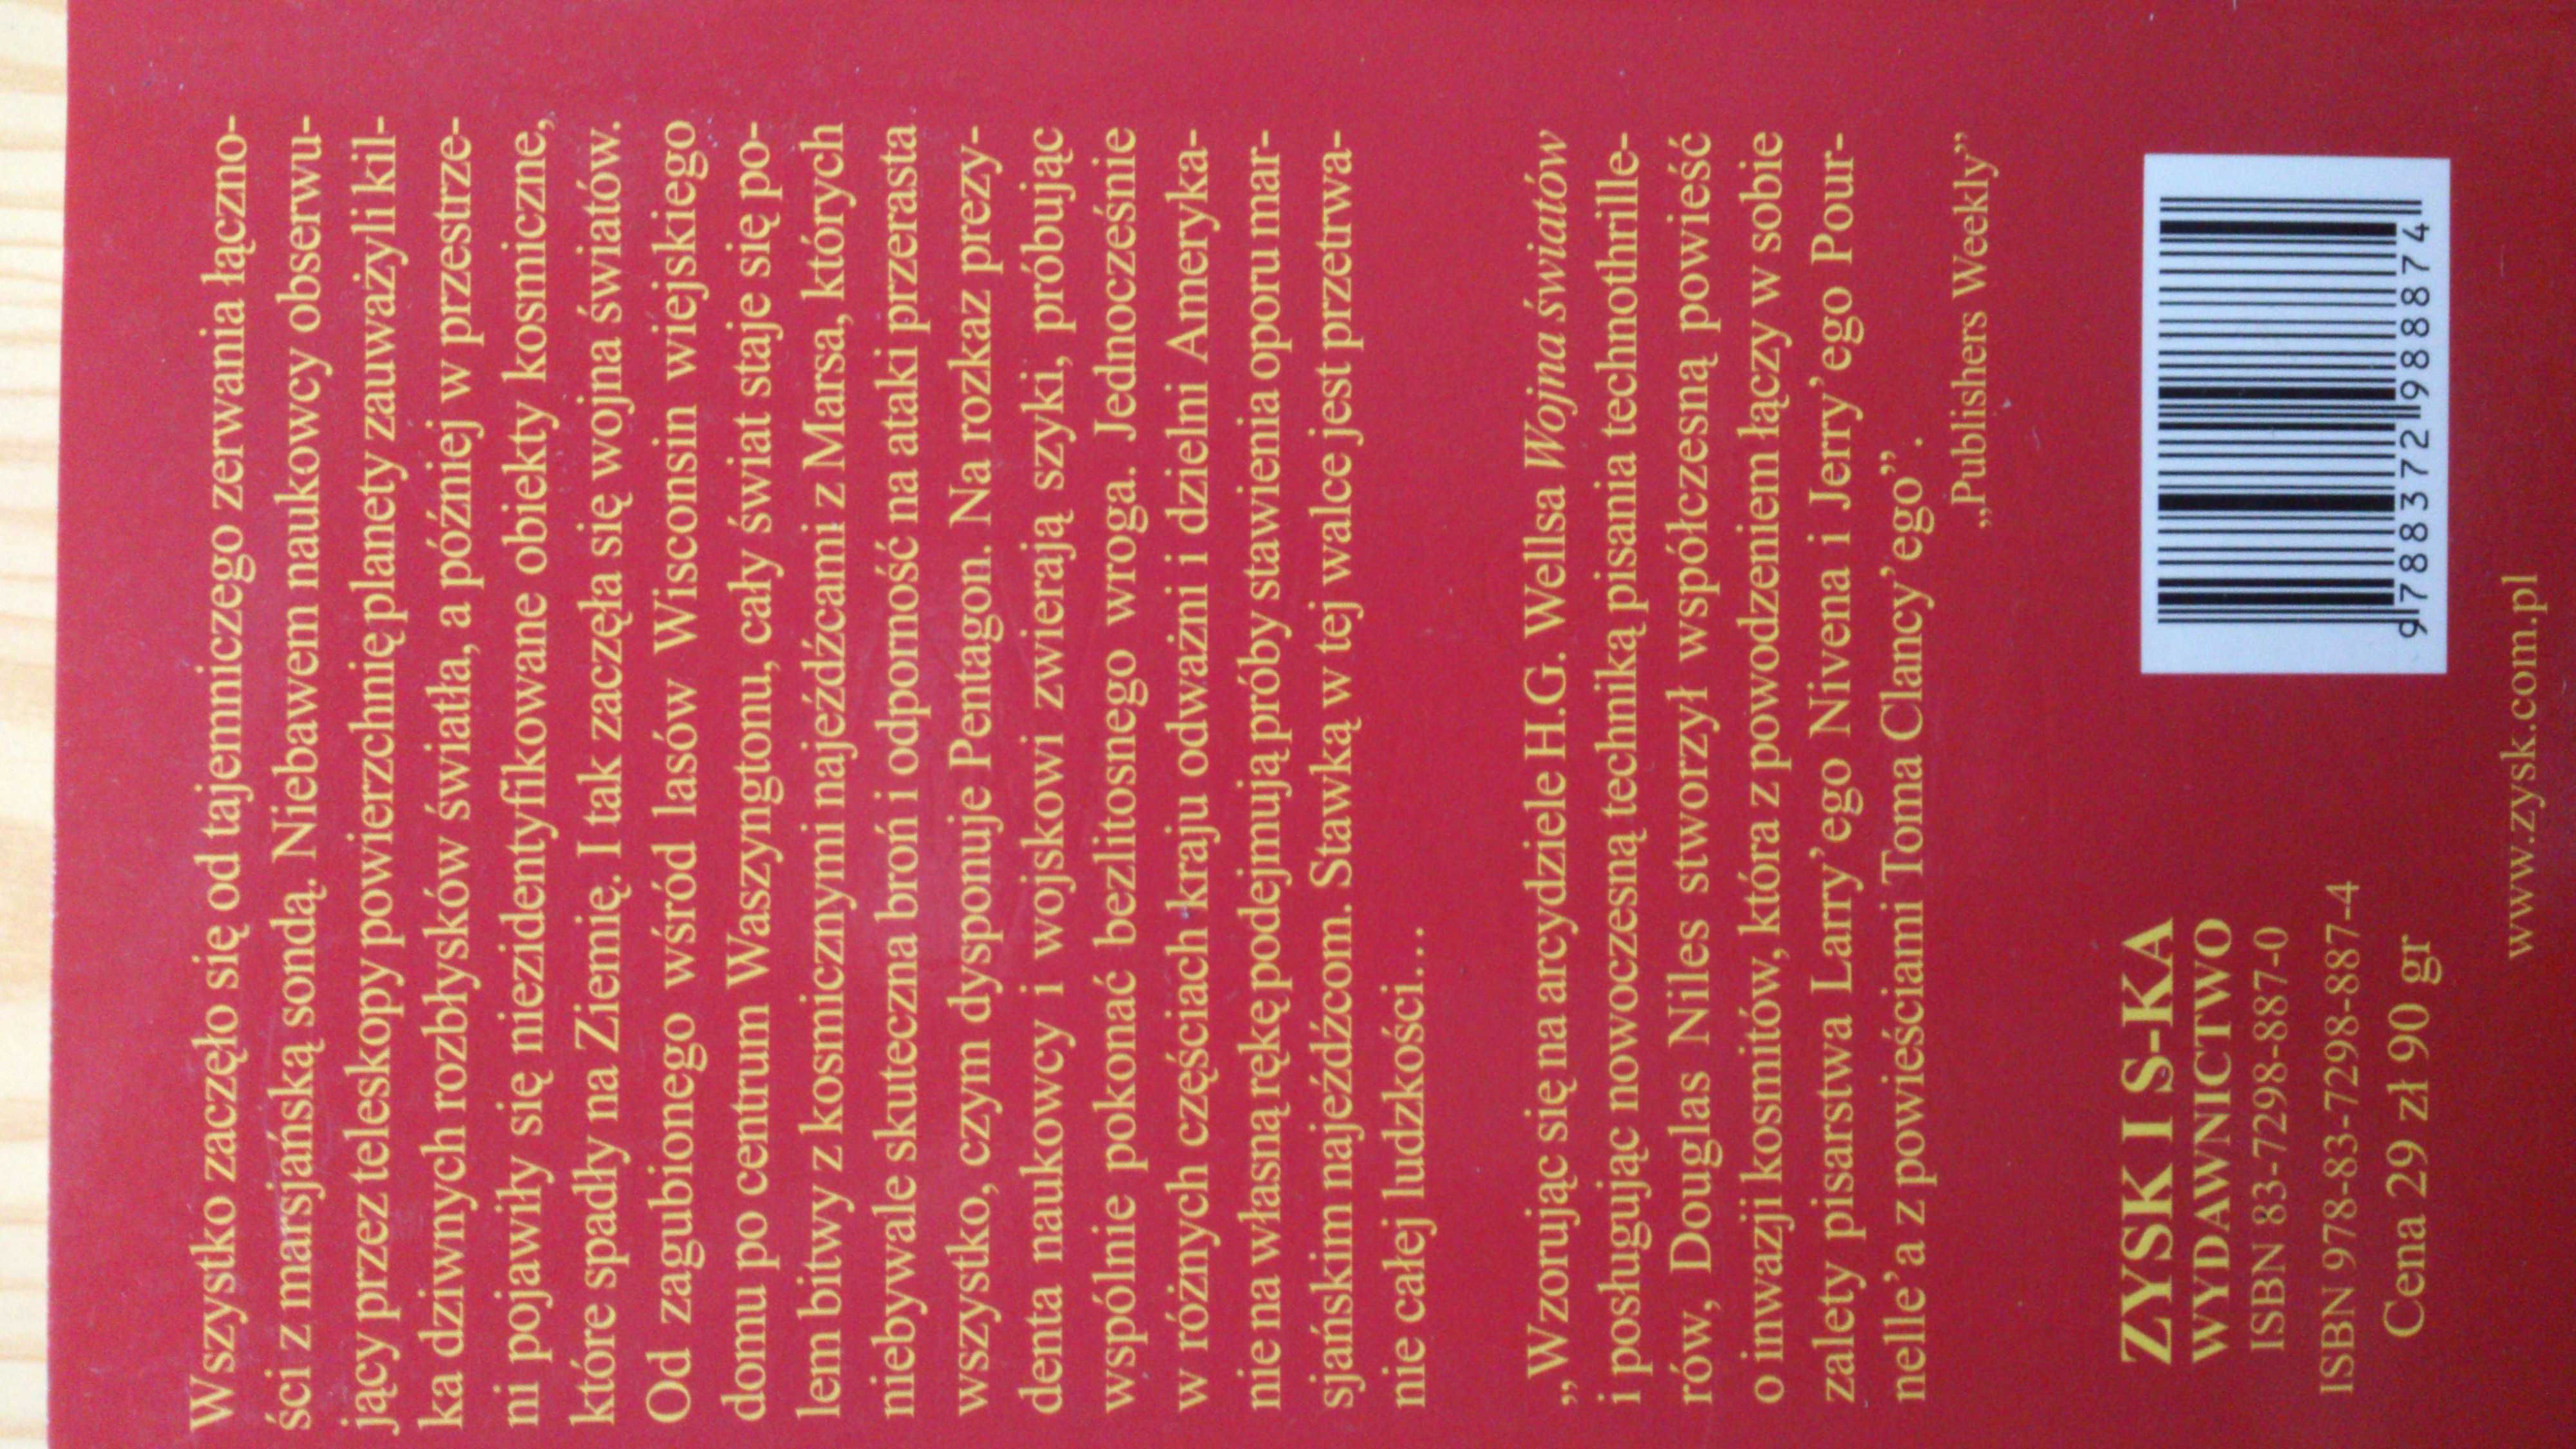 Wszystko zaczęło się od tajemniczego zerwania łączno-
ści z marsjańską sondą. Niebawem naukowcy obserwu-
jący przez teleskopy powierzchnię planety zauważyli kil-
ka dziwnych rozbłysków światła, a później w przestrze-
ni pojawiły się niezidentyfikowane obiekty kosmiczne,
które spadły na Ziemię. I tak zaczęła się wojna światów.
Od zagubionego wśród lasów Wisconsin wiejskiego
domu po centrum Waszyngtonu, cały świat staje się po-
lem bitwy z kosmicznymi najeźdźcami z Marsa, których
niebywale skuteczna broń i odporność na ataki przerasta
wszystko, czym dysponuje Pentagon. Na rozkaz prezy-
denta naukowcy i wojskowi zwierają szyki, próbując
wspólnie pokonać bezlitosnego wroga. Jednocześnie
w różnych częściach kraju odważni i dzielni Ameryka-
nie na własną rękę podejmują próby stawienia oporu mar-
sjańskim najeźdźcom. Stawką w tej walce jest przetrwa-
nie całej ludzkości...
„Wzorując się na arcydziele H.G. Wellsa Wojna światów
i posługując nowoczesną techniką pisania technothrille-
rów, Douglas Niles stworzył współczesną powieść
o inwazji kosmitów, która z powodzeniem łączy w sobie
zalety pisarstwa Larry'ego Nivena i Jerry'ego Pour-
nelle'a z powieściami Toma Clancy'ego”.
„Publishers Weekly”
ZYSK I S-KA
WYDAWNICTWO
ISBN 83-7298-887-0
ISBN 978-83-7298-887-4
Cena 29 zł 90 gr
9 788372 988874
www.zysk.com.pl